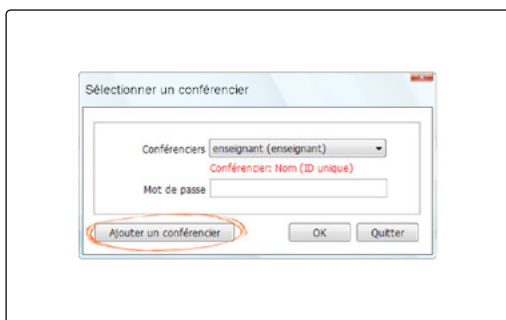 Sélectionner un conférencier
Conférenciers enseignant (enseignant)
Conférencier: Nom (ID unique)
Mot de passe
Ajouter un conférencier OK Quitter